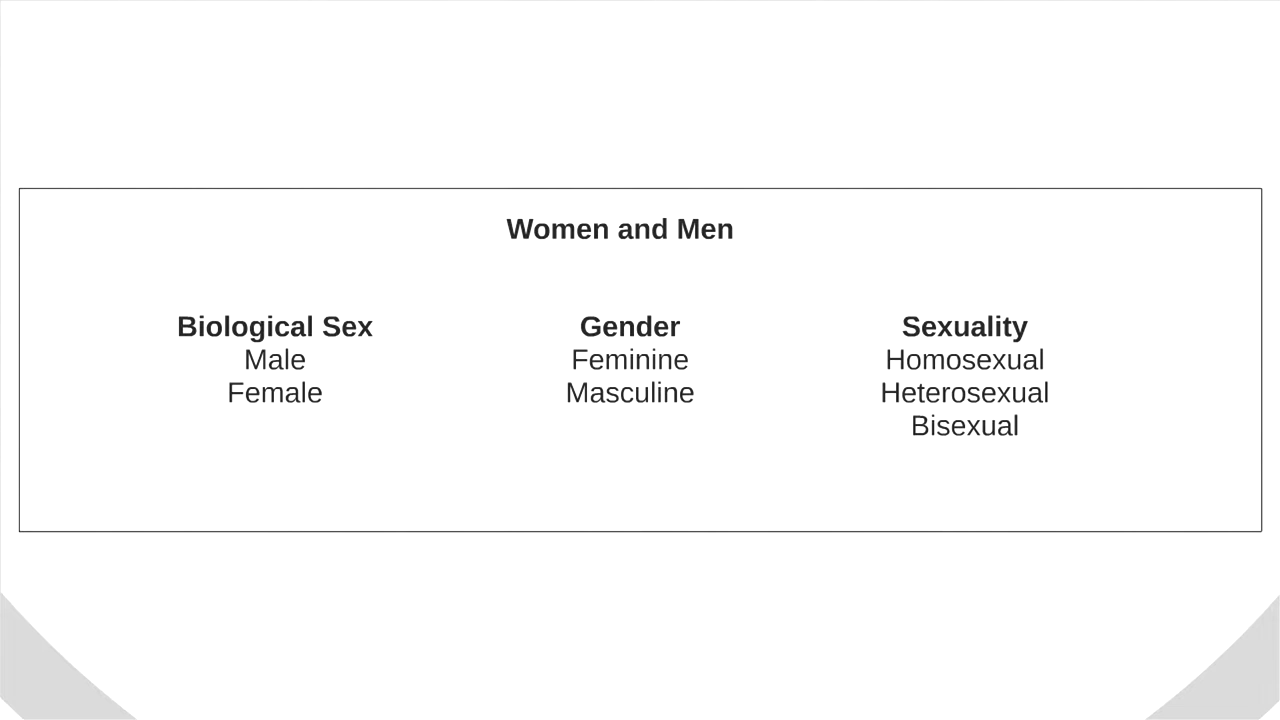 Women and Men
Biological Sex
Male
Female
Gender
Feminine
Masculine
Sexuality
Homosexual
Heterosexual
Bisexual